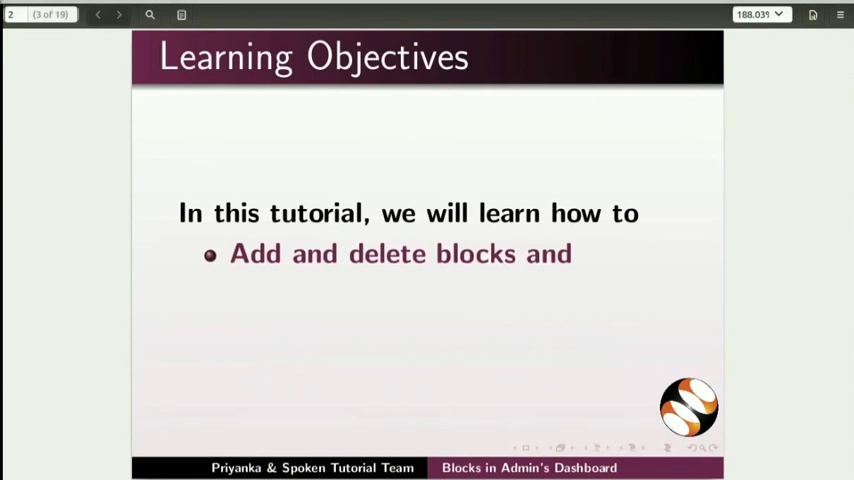 2 (3 of 19) 188.03%
Learning Objectives
In this tutorial, we will learn how to
Add and delete blocks and
Priyanka & Spoken Tutorial Team Blocks in Admin's Dashboard